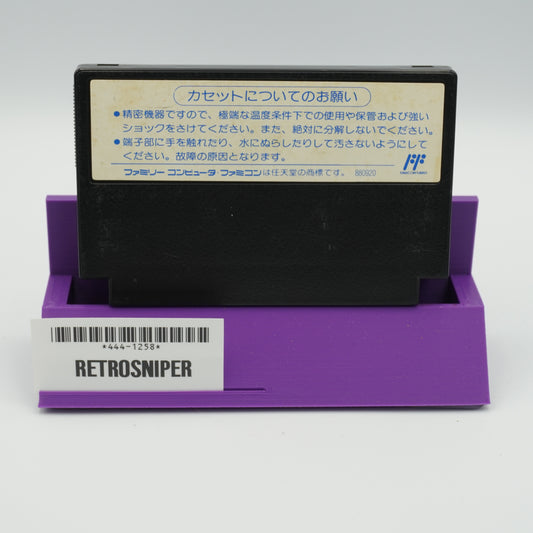 カセットについてのお願い
●精密機器ですので、極端な温度条件下での使用や保管および強い
ショックをさけてください。また、絶対に分解しないでください。
●端子部に手を触れたり、水にぬらしたりして汚さないようにして
ください。故障の原因となります。
ファミリー コンピュータ・ファミコンは任天堂の商標です。 880920
*444-1258*
RETROSNIPER